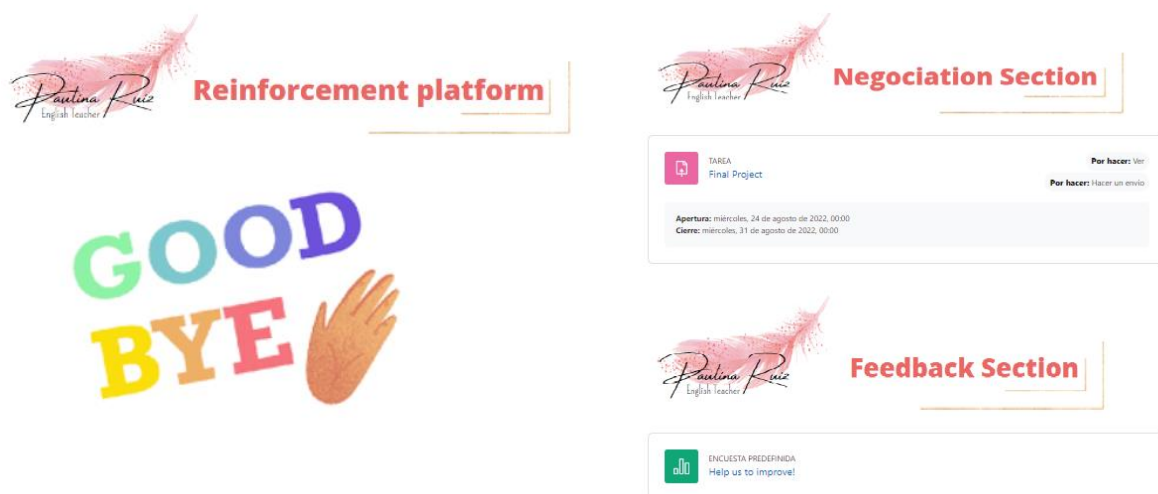 Paulina Ruiz
English Teacher
Reinforcement platform
GOOD
BYE
Paulina Ruiz
English Teacher
Negociation Section
TAREA
Final Project
Por hacer: Ver
Por hacer: Hacer un envío
Apertura: miércoles, 24 de agosto de 2022, 00:00
Cierre: miércoles, 31 de agosto de 2022, 00:00
Paulina Ruiz
English Teacher
Feedback Section
ENCUESTA PREDEFINIDA
Help us to improve!